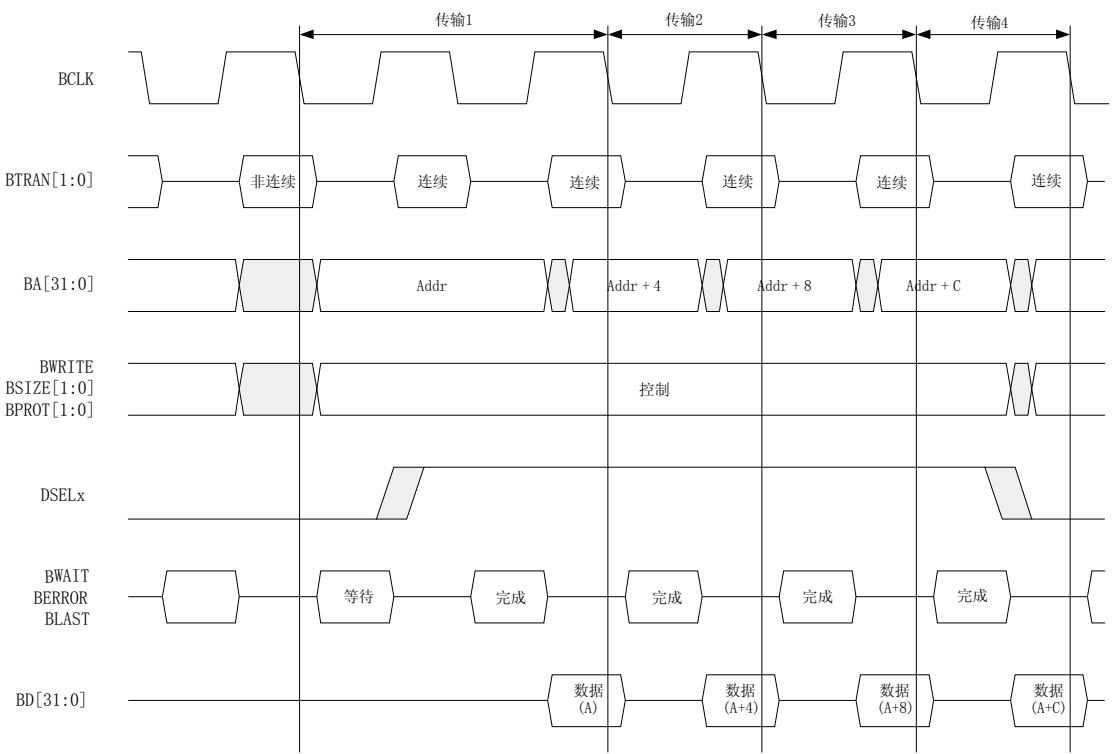 传输1 传输2 传输3 传输4
BCLK
BTRAN[1:0] 非连续 连续 连续 连续 连续 连续
BA[31:0] Addr Addr + 4 Addr + 8 Addr + C
BWRITE
BSIZE[1:0] 控制
BPROT[1:0]
DSELx
BWAIT
BERROR 等待 完成 完成 完成 完成
BLAST
BD[31:0] 数据 数据 数据 数据
(A) (A+4) (A+8) (A+C)